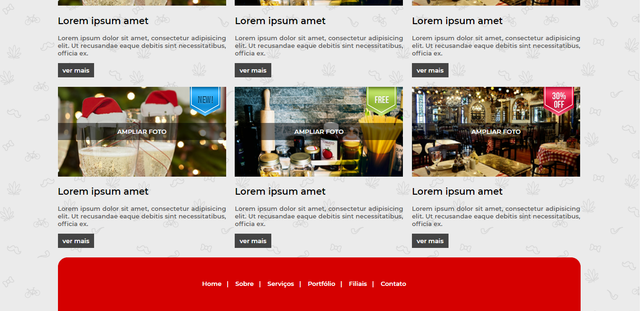 Lorem ipsum amet
Lorem ipsum amet
Lorem ipsum amet
Lorem ipsum dolor sit amet, consectetur adipisicing
elit. Ut recusandae eaque debitis sint necessitatibus,
officia ex.
Lorem ipsum dolor sit amet, consectetur adipisicing
elit. Ut recusandae eaque debitis sint necessitatibus,
officia ex.
Lorem ipsum dolor sit amet, consectetur adipisicing
elit. Ut recusandae eaque debitis sint necessitatibus,
officia ex.
ver mais
ver mais
ver mais
NEW!
FREE
30%
OFF
AMPLIAR FOTO
AMPLIAR FOTO
AMPLIAR FOTO
Lorem ipsum amet
Lorem ipsum amet
Lorem ipsum amet
Lorem ipsum dolor sit amet, consectetur adipisicing
elit. Ut recusandae eaque debitis sint necessitatibus,
officia ex.
Lorem ipsum dolor sit amet, consectetur adipisicing
elit. Ut recusandae eaque debitis sint necessitatibus,
officia ex.
Lorem ipsum dolor sit amet, consectetur adipisicing
elit. Ut recusandae eaque debitis sint necessitatibus,
officia ex.
ver mais
ver mais
ver mais
Home | Sobre | Serviços | Portfólio | Filiais | Contato